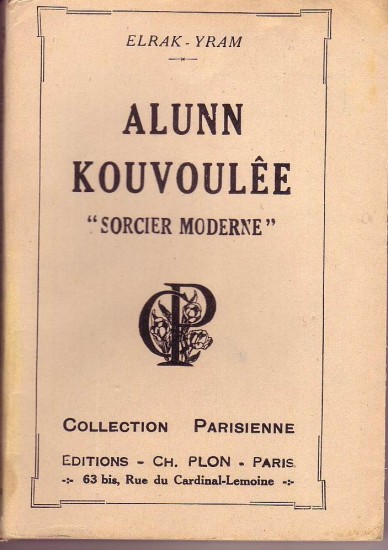 ELRAK - YRAM
ALUNN
KOUVOULÊE
"SORCIER MODERNE"
CP
COLLECTION PARISIENNE
EDITIONS - CH. PLON - PARIS
-:- 63 bis, Rue du Cardinal-Lemoine -:-